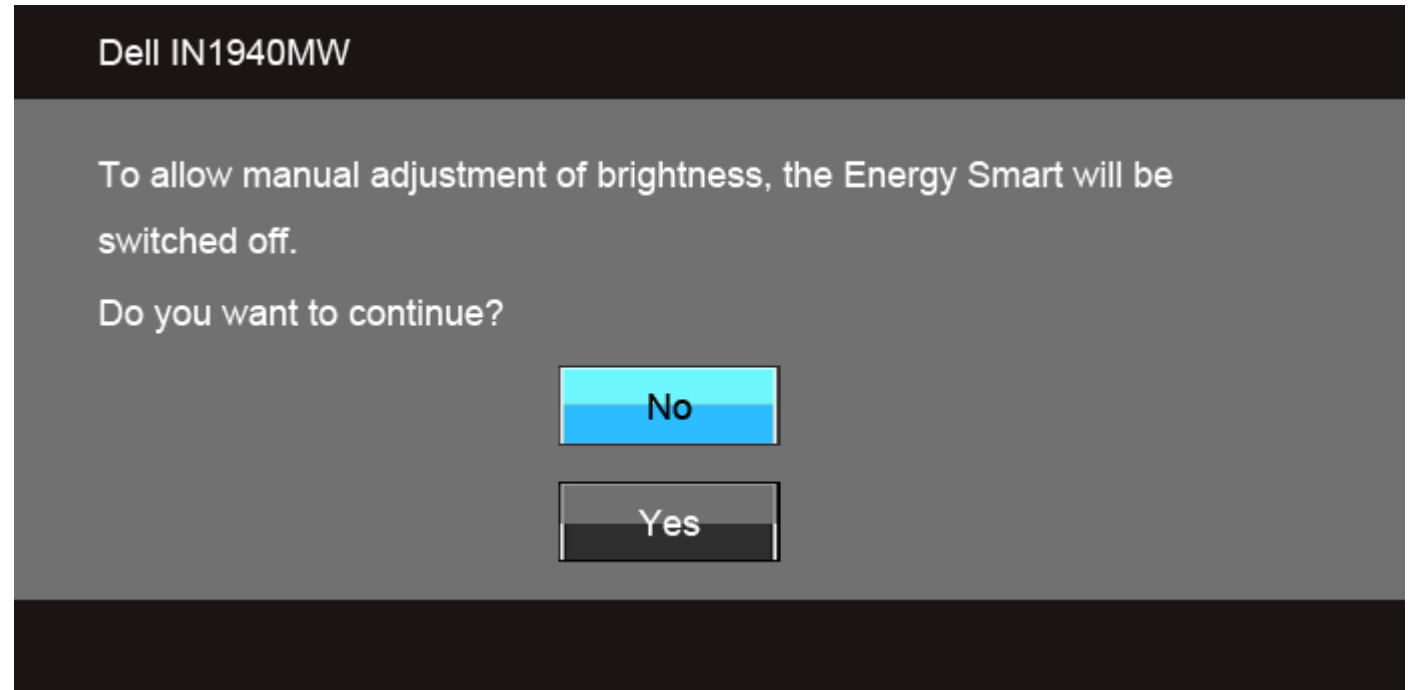 Dell IN1940MW
To allow manual adjustment of brightness, the Energy Smart will be
switched off.
Do you want to continue?
No
Yes